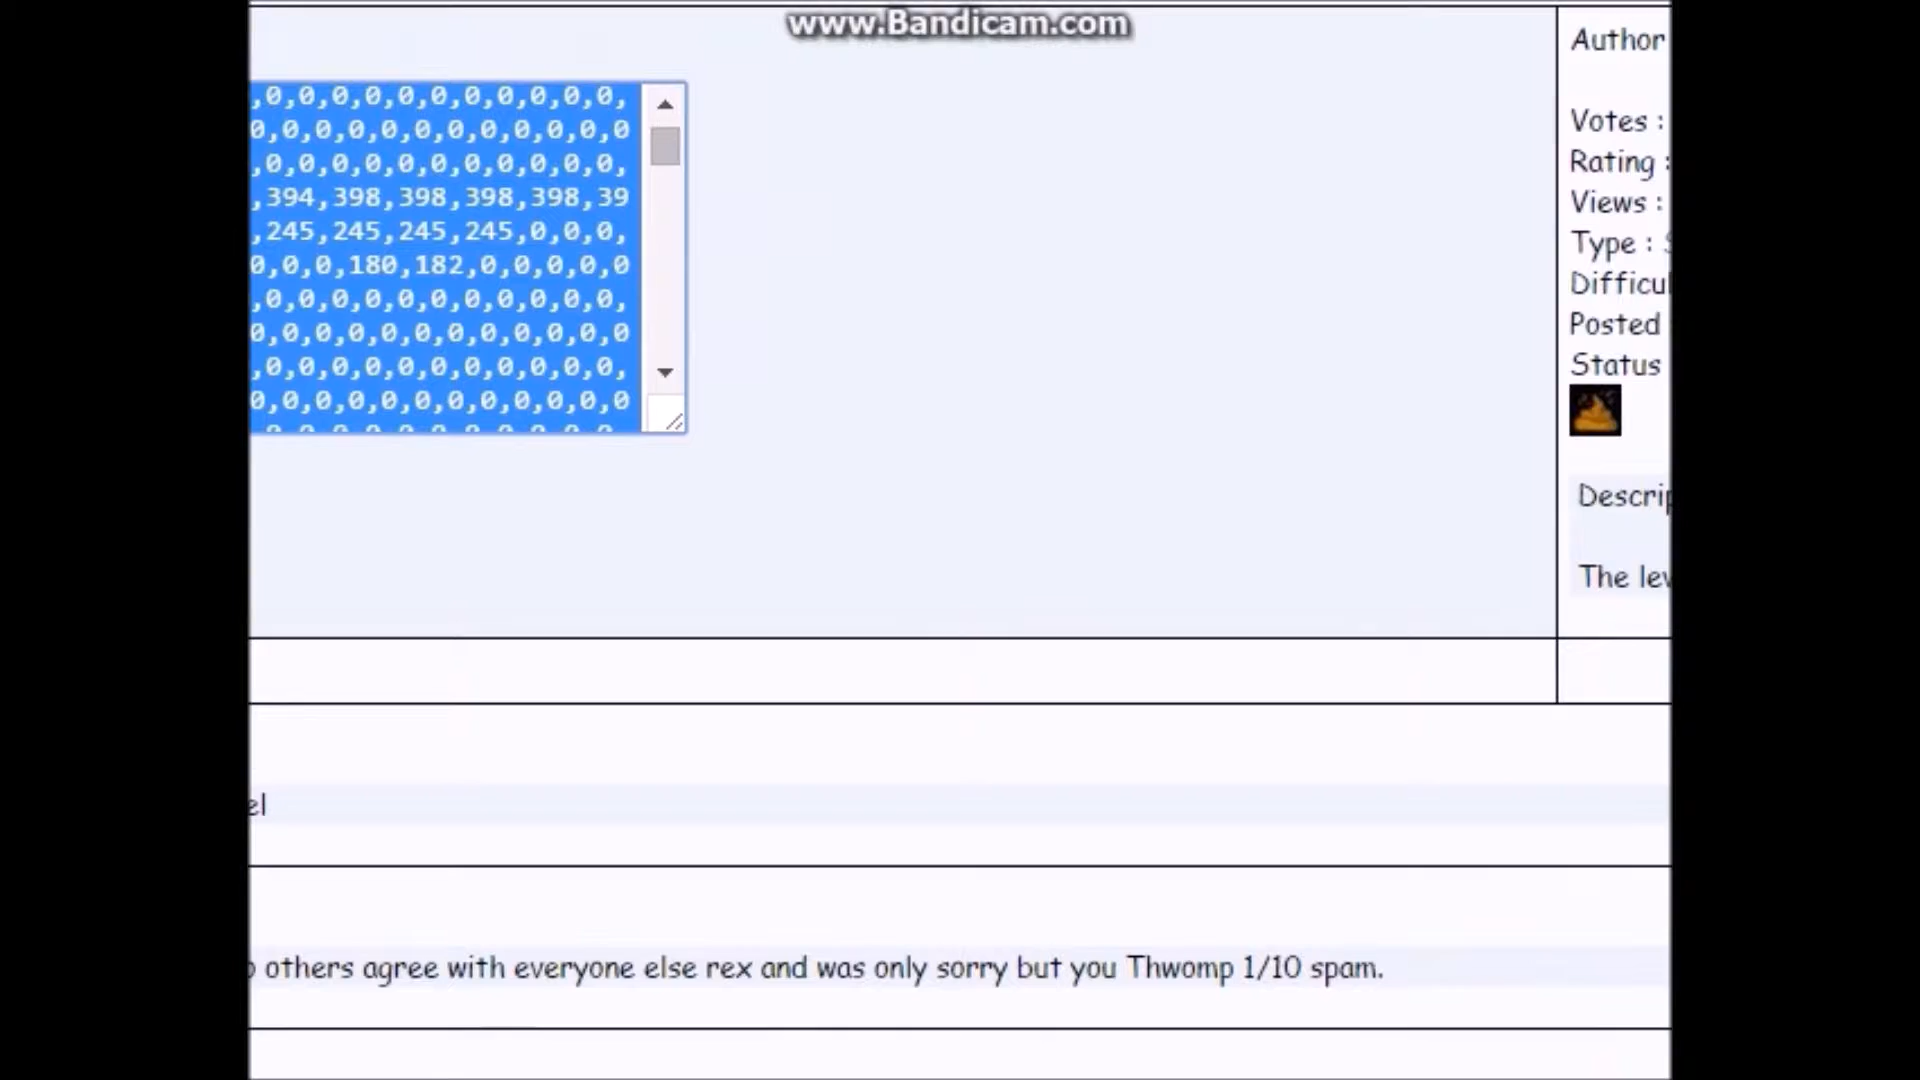 www.Bandicam.com
,0,0,0,0,0,0,0,0,0,0,0,
0,0,0,0,0,0,0,0,0,0,0,0
,0,0,0,0,0,0,0,0,0,0,0,
,394,398,398,398,398,39
,245,245,245,245,0,0,0,
0,0,0,180,182,0,0,0,0,0
,0,0,0,0,0,0,0,0,0,0,0,
0,0,0,0,0,0,0,0,0,0,0,0
,0,0,0,0,0,0,0,0,0,0,0,
0,0,0,0,0,0,0,0,0,0,0,0
Author
Votes :
Rating :
Views :
Type :
Difficul
Posted
Status
Descrip
The lev
el
others agree with everyone else rex and was only sorry but you Thwomp 1/10 spam.